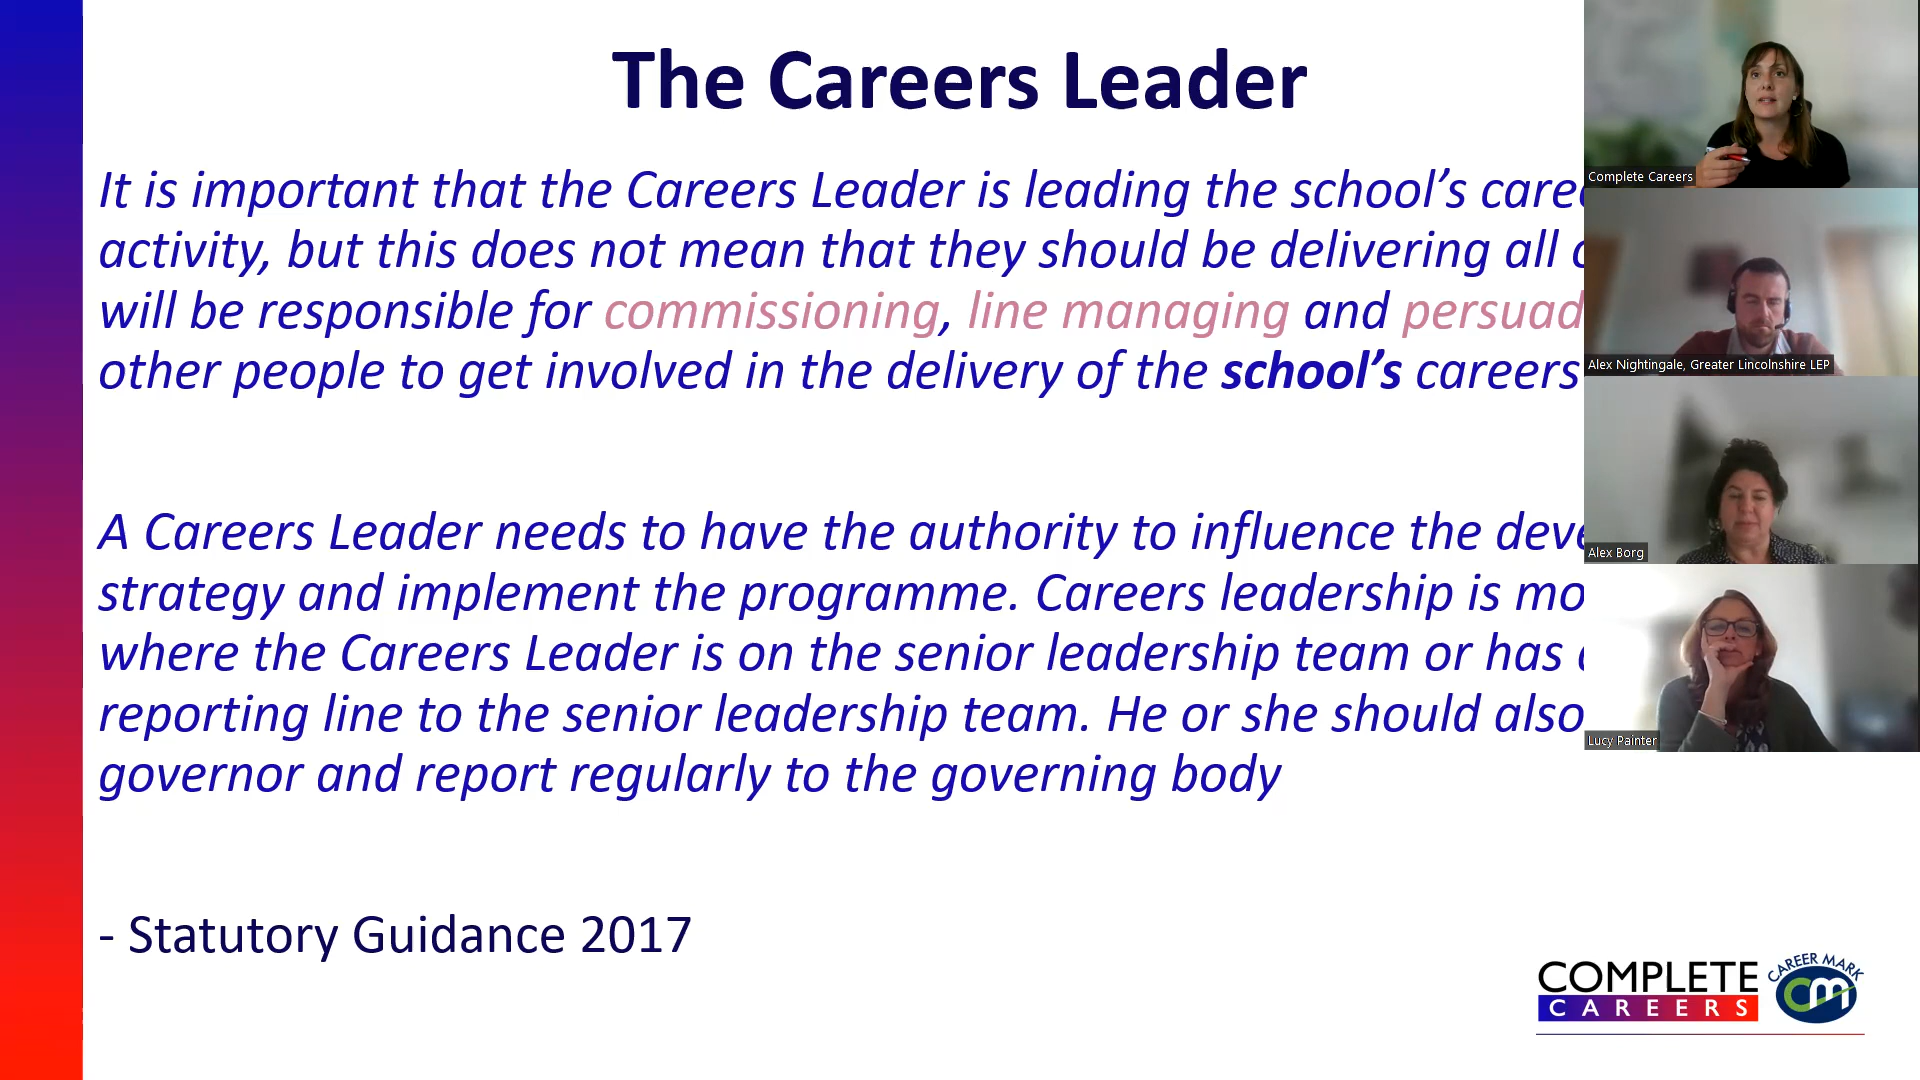 The Careers Leader
It is important that the Careers Leader is leading the school’s
activity, but this does not mean that they should be delivering all
will be responsible for commissioning, line managing and
other people to get involved in the delivery of the school’s careers
A Careers Leader needs to have the authority to influence the
strategy and implement the programme. Careers leadership is
where the Careers Leader is on the senior leadership team or has
reporting line to the senior leadership team. He or she should also
governor and report regularly to the governing body
- Statutory Guidance 2017
Complete Careers
Alex Nightingale, Greater Lincolnshire LEP
Alex Borg
Lucy Painter
COMPLETE
CAREERS
CAREER MARK
cm